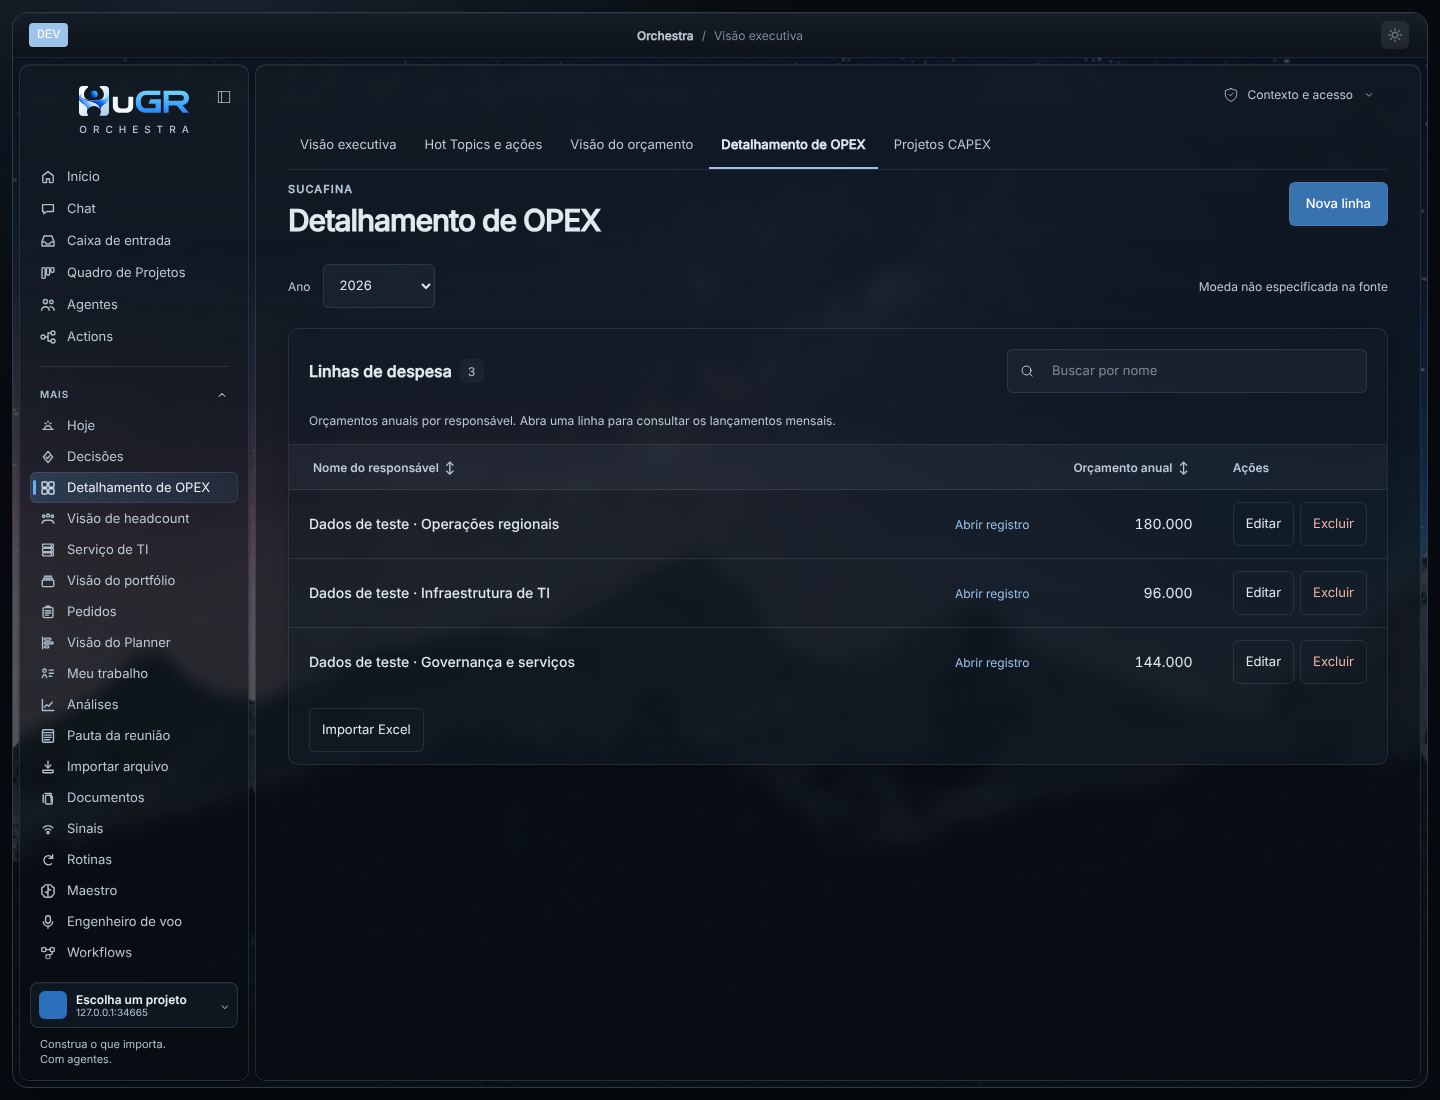 DEV
Orchestra / Visão executiva
HuGR
ORCHESTRA
Início
Chat
Caixa de entrada
Quadro de Projetos
Agentes
Actions
MAIS
Hoje
Decisões
Detalhamento de OPEX
Visão de headcount
Serviço de TI
Visão do portfólio
Pedidos
Visão do Planner
Meu trabalho
Análises
Pauta da reunião
Importar arquivo
Documentos
Sinais
Rotinas
Maestro
Engenheiro de voo
Workflows
Escolha um projeto
127.0.0.1:34665
Construa o que importa.
Com agentes.
Contexto e acesso
Visão executiva Hot Topics e ações Visão do orçamento Detalhamento de OPEX Projetos CAPEX
SUCAFINA
Detalhamento de OPEX
Nova linha
Ano 2026 Moeda não especificada na fonte
Linhas de despesa 3 Buscar por nome
Orçamentos anuais por responsável. Abra uma linha para consultar os lançamentos mensais.
Nome do responsável Orçamento anual Ações
Dados de teste · Operações regionais Abrir registro 180.000 Editar Excluir
Dados de teste · Infraestrutura de TI Abrir registro 96.000 Editar Excluir
Dados de teste · Governança e serviços Abrir registro 144.000 Editar Excluir
Importar Excel